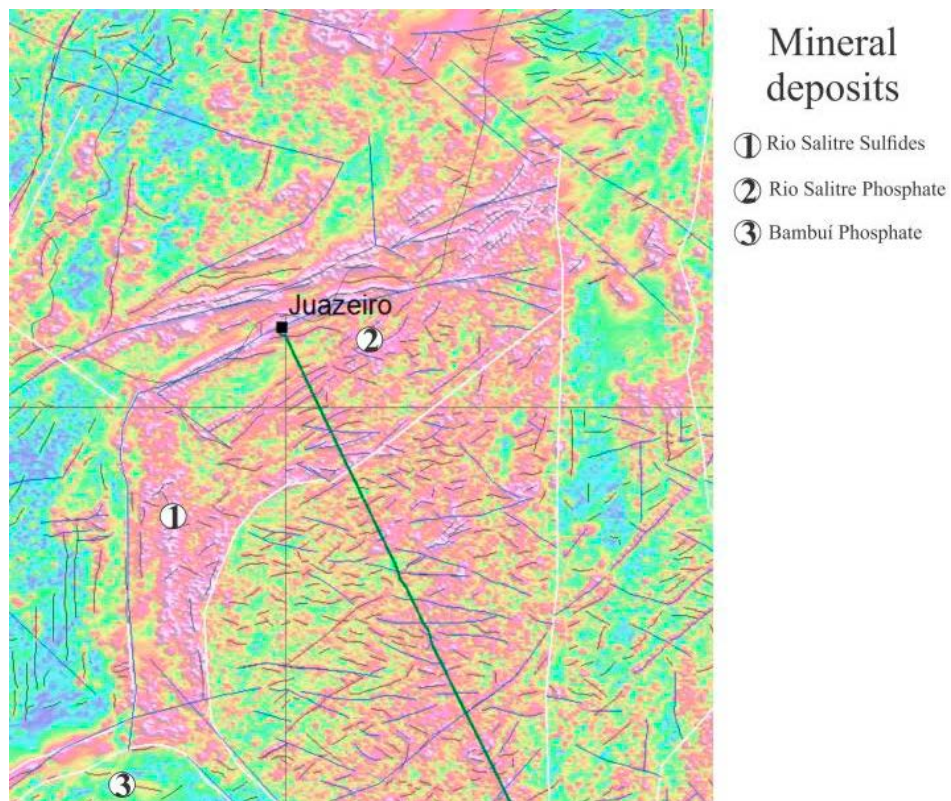 Mineral
deposits
1 Rio Salitre Sulfides
2 Rio Salitre Phosphate
3 Bambuí Phosphate
Juazeiro
2
1
3